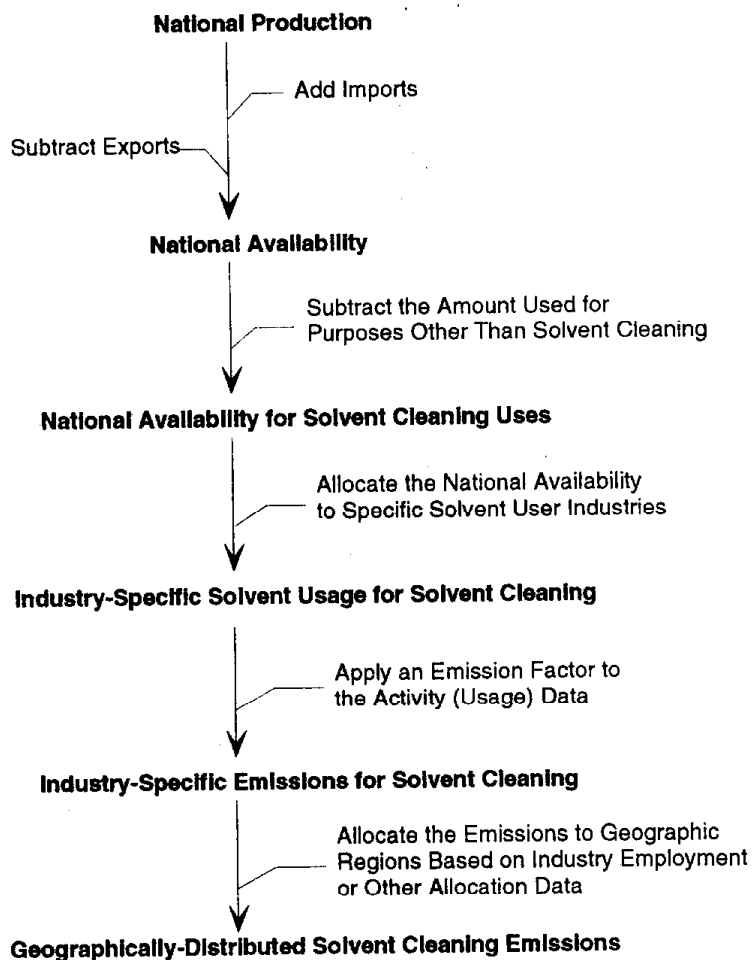 National Production
Add Imports
Subtract Exports
National Availability
Subtract the Amount Used for
Purposes Other Than Solvent Cleaning
National Availability for Solvent Cleaning Uses
Allocate the National Availability
to Specific Solvent User Industries
Industry-Specific Solvent Usage for Solvent Cleaning
Apply an Emission Factor to
the Activity (Usage) Data
Industry-Specific Emissions for Solvent Cleaning
Allocate the Emissions to Geographic
Regions Based on Industry Employment
or Other Allocation Data
Geographically-Distributed Solvent Cleaning Emissions